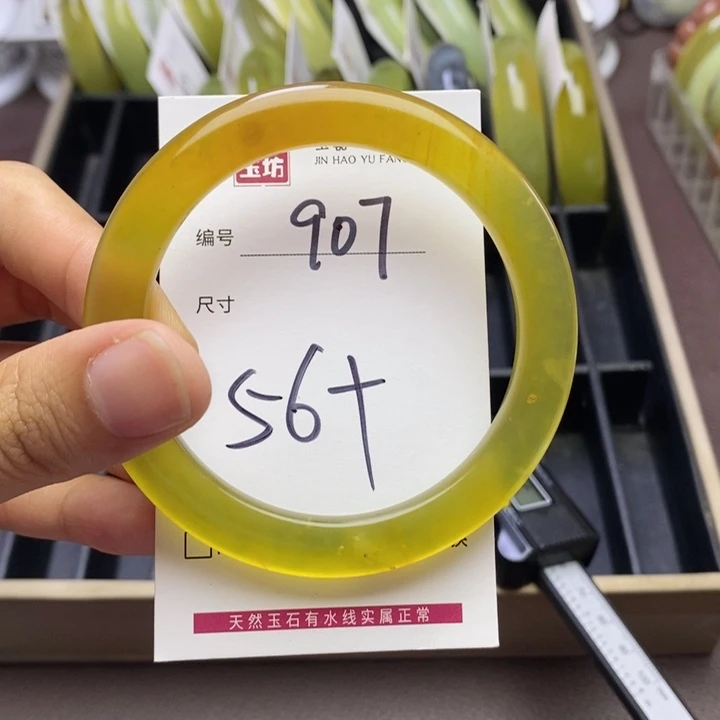 玉坊
JIN HAO YU FANG
编号 907
尺寸
56+
天然玉石有水线实属正常